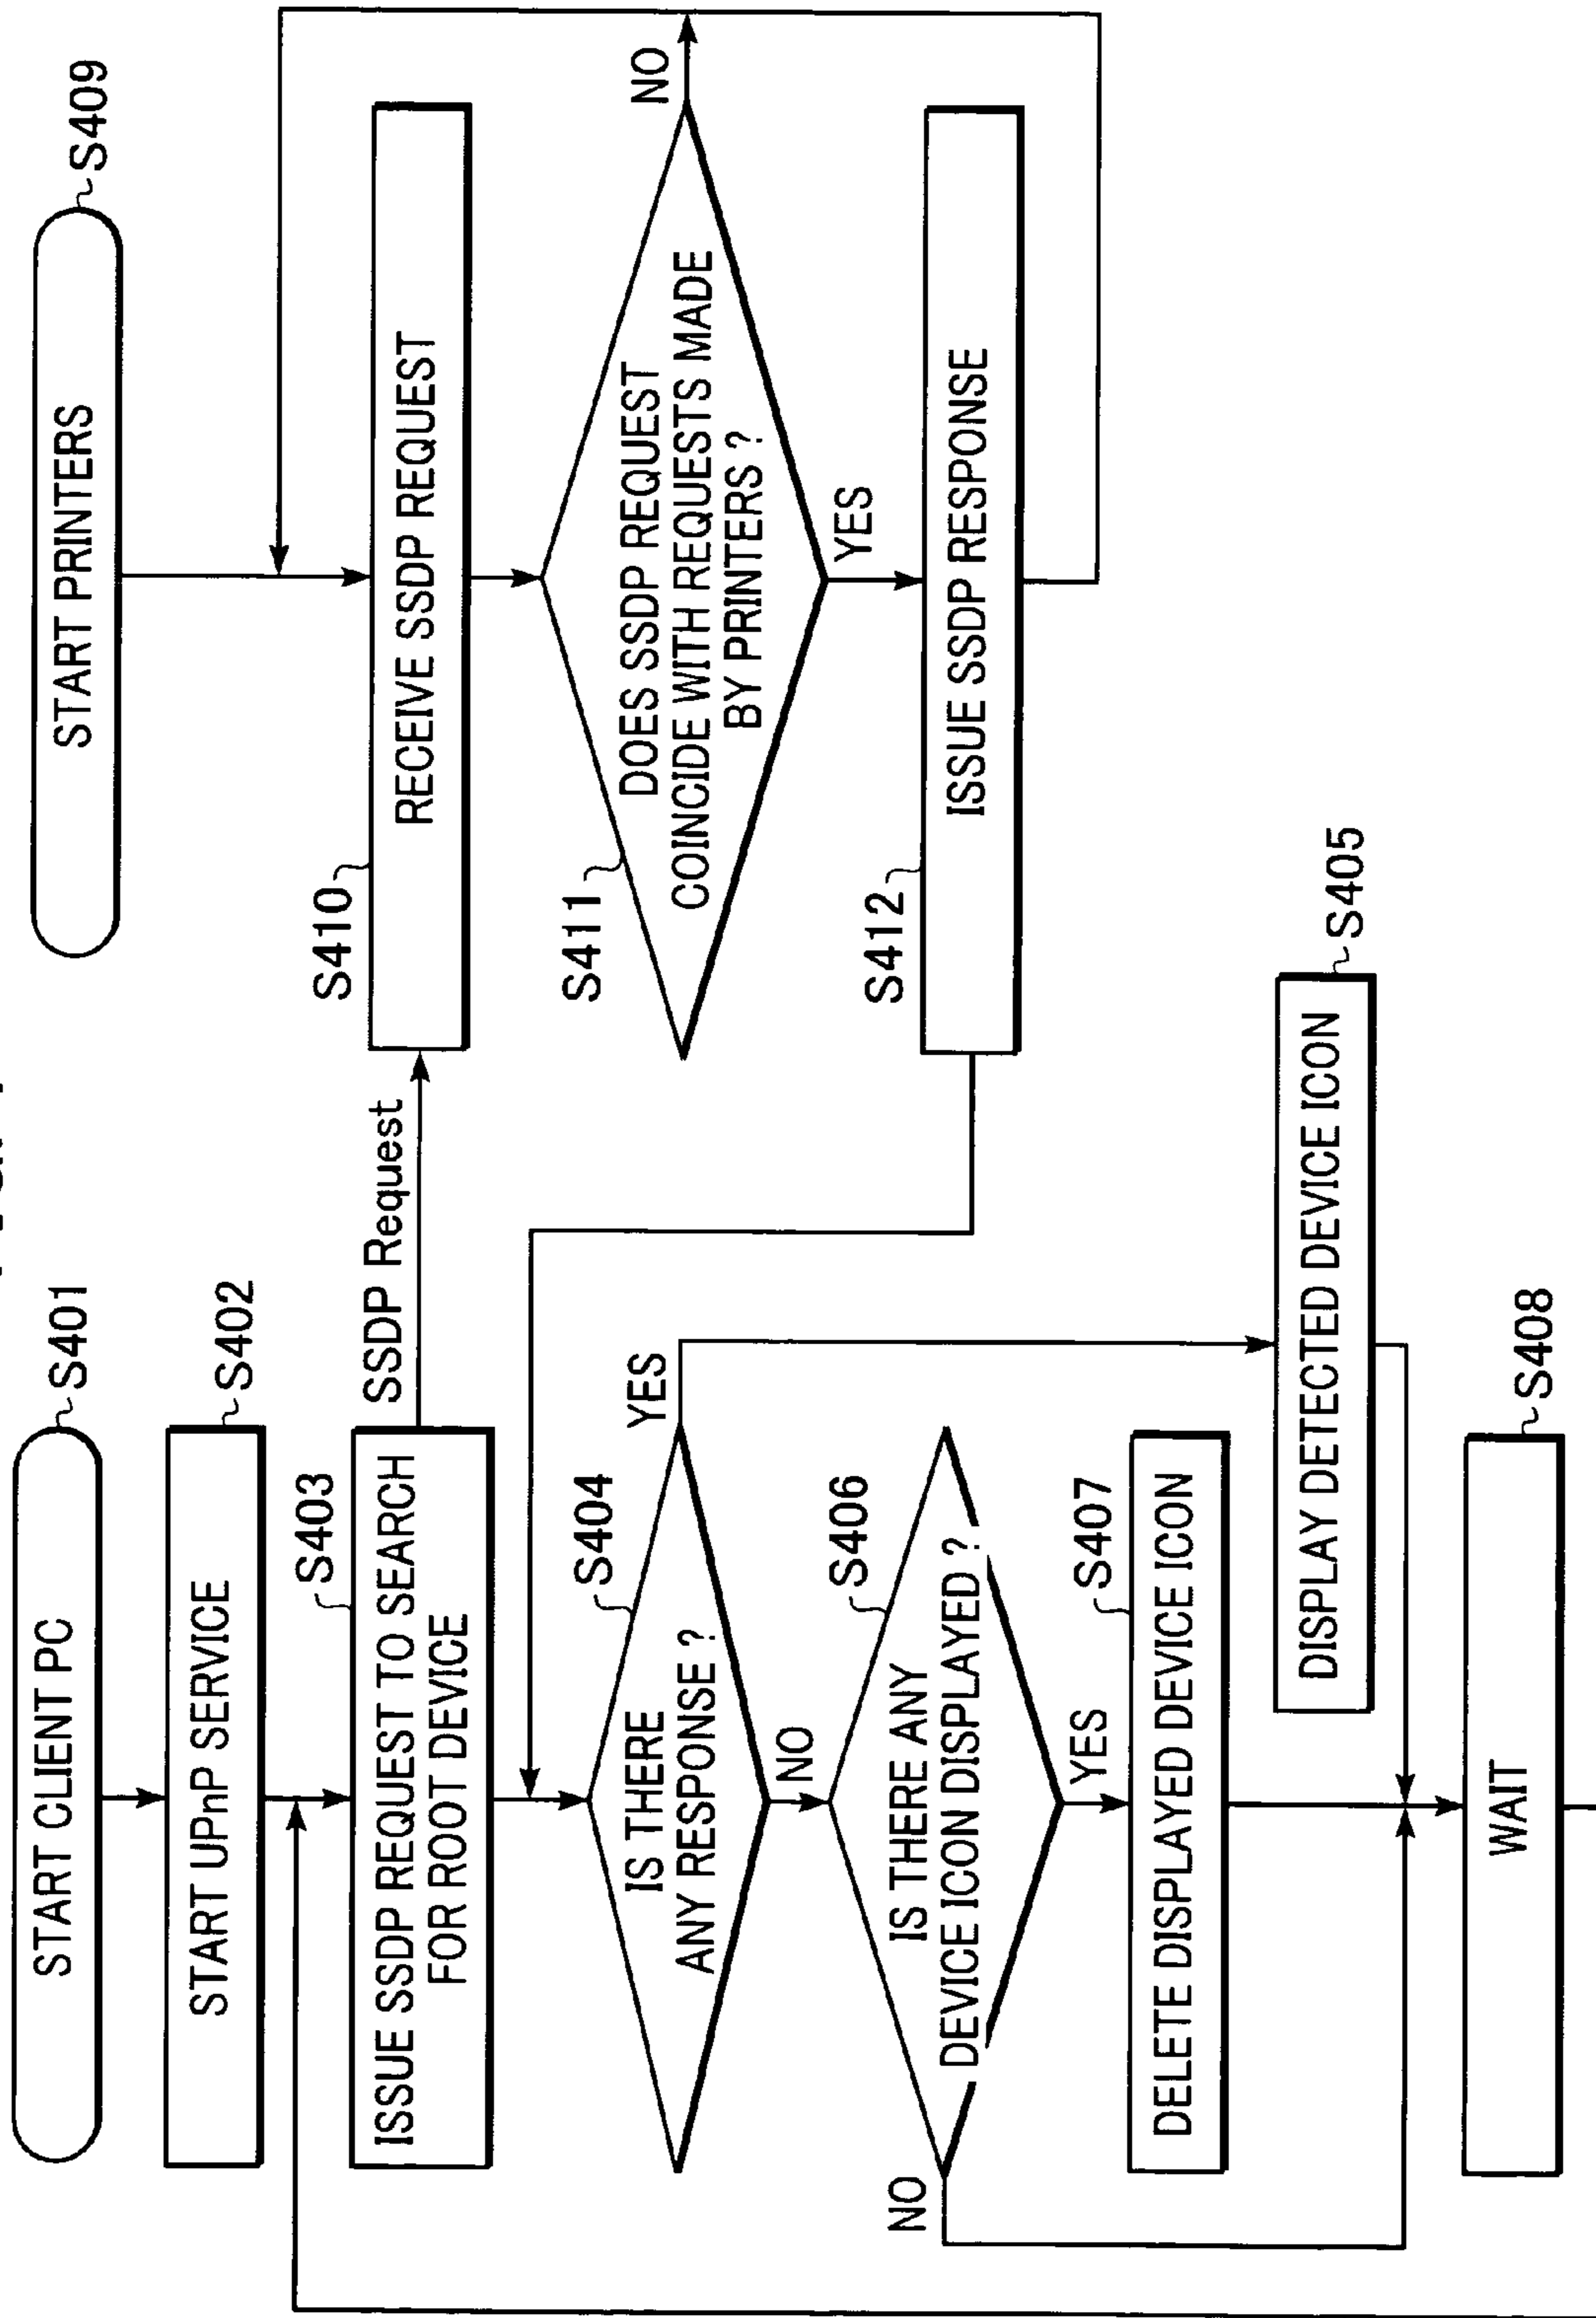 START CLIENT PC
S401
START UPnP SERVICE
S402
S403
ISSUE SSDP REQUEST TO SEARCH
FOR ROOT DEVICE
SSDP Request
S404
IS THERE
ANY RESPONSE ?
YES
NO
S406
IS THERE ANY
DEVICE ICON DISPLAYED ?
NO
YES
S407
DELETE DISPLAYED DEVICE ICON
DISPLAY DETECTED DEVICE ICON
S405
WAIT
S408
START PRINTERS
S409
S410
RECEIVE SSDP REQUEST
S411
DOES SSDP REQUEST
COINCIDE WITH REQUESTS MADE
BY PRINTERS ?
NO
YES
S412
ISSUE SSDP RESPONSE